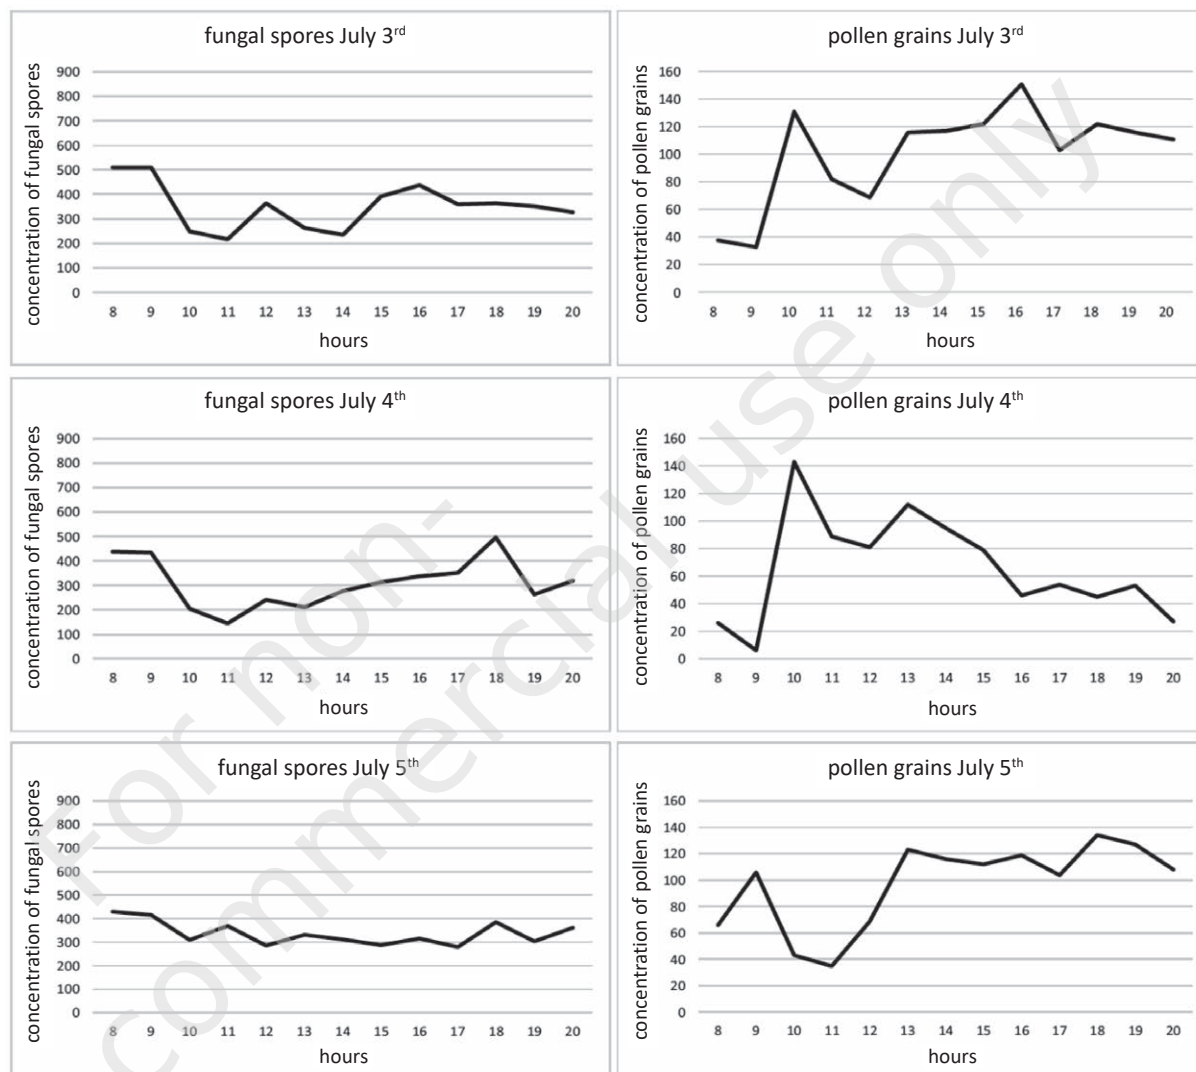 fungal spores July 3rd
concentration of fungal spores
900
800
700
600
500
400
300
200
100
0
8 9 10 11 12 13 14 15 16 17 18 19 20
hours
pollen grains July 3rd
concentration of pollen grains
160
140
120
100
80
60
40
20
0
8 9 10 11 12 13 14 15 16 17 18 19 20
hours
fungal spores July 4th
concentration of fungal spores
900
800
700
600
500
400
300
200
100
0
8 9 10 11 12 13 14 15 16 17 18 19 20
hours
pollen grains July 4th
concentration of pollen grains
160
140
120
100
80
60
40
20
0
8 9 10 11 12 13 14 15 16 17 18 19 20
hours
fungal spores July 5th
concentration of fungal spores
900
800
700
600
500
400
300
200
100
0
8 9 10 11 12 13 14 15 16 17 18 19 20
hours
pollen grains July 5th
concentration of pollen grains
160
140
120
100
80
60
40
20
0
8 9 10 11 12 13 14 15 16 17 18 19 20
hours
For non-
commercial use only